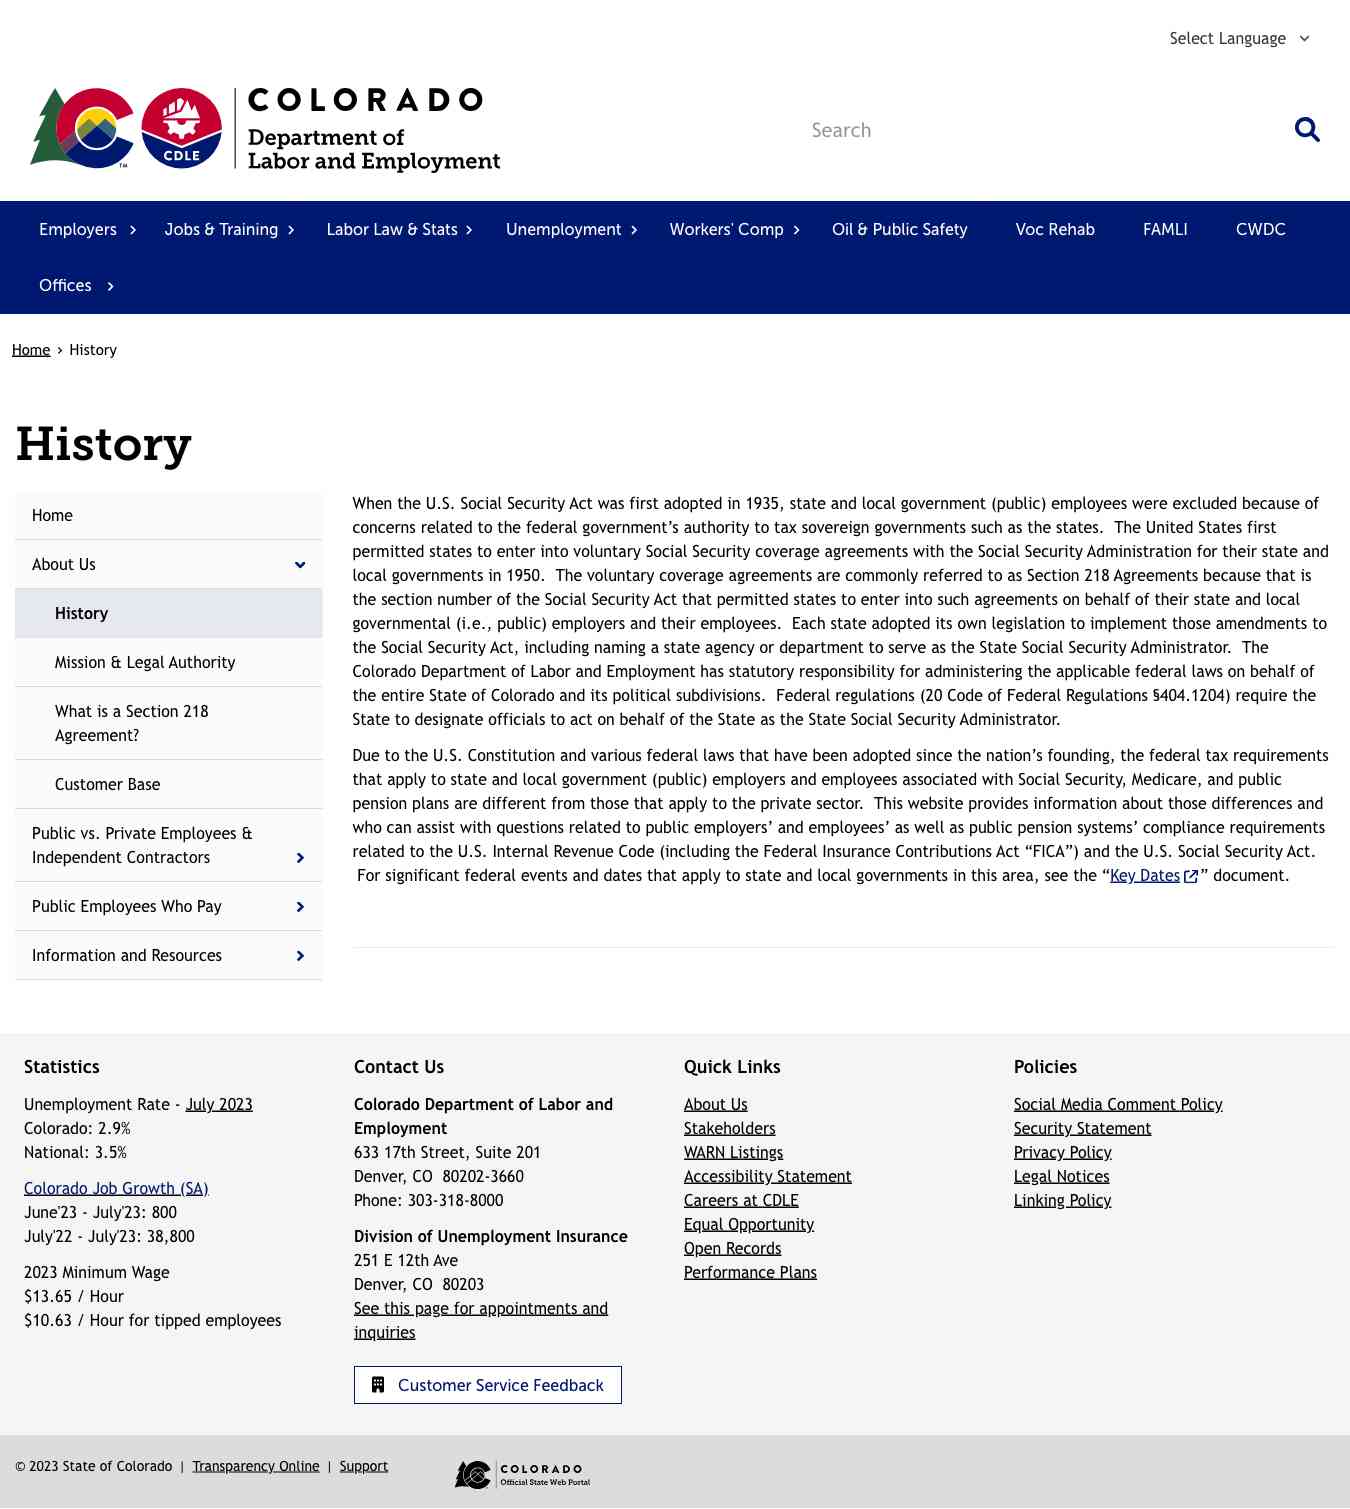 Select Language
COLORADO
Department of
Labor and Employment
CDLE
TM
Search
Employers
Jobs & Training
Labor Law & Stats
Unemployment
Workers' Comp
Oil & Public Safety
Voc Rehab
FAMLI
CWDC
Offices
Home › History
History
Home
About Us
History
Mission & Legal Authority
What is a Section 218
Agreement?
Customer Base
Public vs. Private Employees &
Independent Contractors
Public Employees Who Pay
Information and Resources
When the U.S. Social Security Act was first adopted in 1935, state and local government (public) employees were excluded because of
concerns related to the federal government’s authority to tax sovereign governments such as the states.  The United States first
permitted states to enter into voluntary Social Security coverage agreements with the Social Security Administration for their state and
local governments in 1950.  The voluntary coverage agreements are commonly referred to as Section 218 Agreements because that is
the section number of the Social Security Act that permitted states to enter into such agreements on behalf of their state and local
governmental (i.e., public) employers and their employees.  Each state adopted its own legislation to implement those amendments to
the Social Security Act, including naming a state agency or department to serve as the State Social Security Administrator.  The
Colorado Department of Labor and Employment has statutory responsibility for administering the applicable federal laws on behalf of
the entire State of Colorado and its political subdivisions.  Federal regulations (20 Code of Federal Regulations §404.1204) require the
State to designate officials to act on behalf of the State as the State Social Security Administrator.
Due to the U.S. Constitution and various federal laws that have been adopted since the nation’s founding, the federal tax requirements
that apply to state and local government (public) employers and employees associated with Social Security, Medicare, and public
pension plans are different from those that apply to the private sector.  This website provides information about those differences and
who can assist with questions related to public employers’ and employees’ as well as public pension systems’ compliance requirements
related to the U.S. Internal Revenue Code (including the Federal Insurance Contributions Act “FICA”) and the U.S. Social Security Act.
For significant federal events and dates that apply to state and local governments in this area, see the “Key Dates” document.
Statistics
Unemployment Rate - July 2023
Colorado: 2.9%
National: 3.5%
Colorado Job Growth (SA)
June'23 - July'23: 800
July'22 - July'23: 38,800
2023 Minimum Wage
$13.65 / Hour
$10.63 / Hour for tipped employees
Contact Us
Colorado Department of Labor and
Employment
633 17th Street, Suite 201
Denver, CO  80202-3660
Phone: 303-318-8000
Division of Unemployment Insurance
251 E 12th Ave
Denver, CO  80203
See this page for appointments and
inquiries
Customer Service Feedback
Quick Links
About Us
Stakeholders
WARN Listings
Accessibility Statement
Careers at CDLE
Equal Opportunity
Open Records
Performance Plans
Policies
Social Media Comment Policy
Security Statement
Privacy Policy
Legal Notices
Linking Policy
© 2023 State of Colorado | Transparency Online | Support
COLORADO
Official State Web Portal